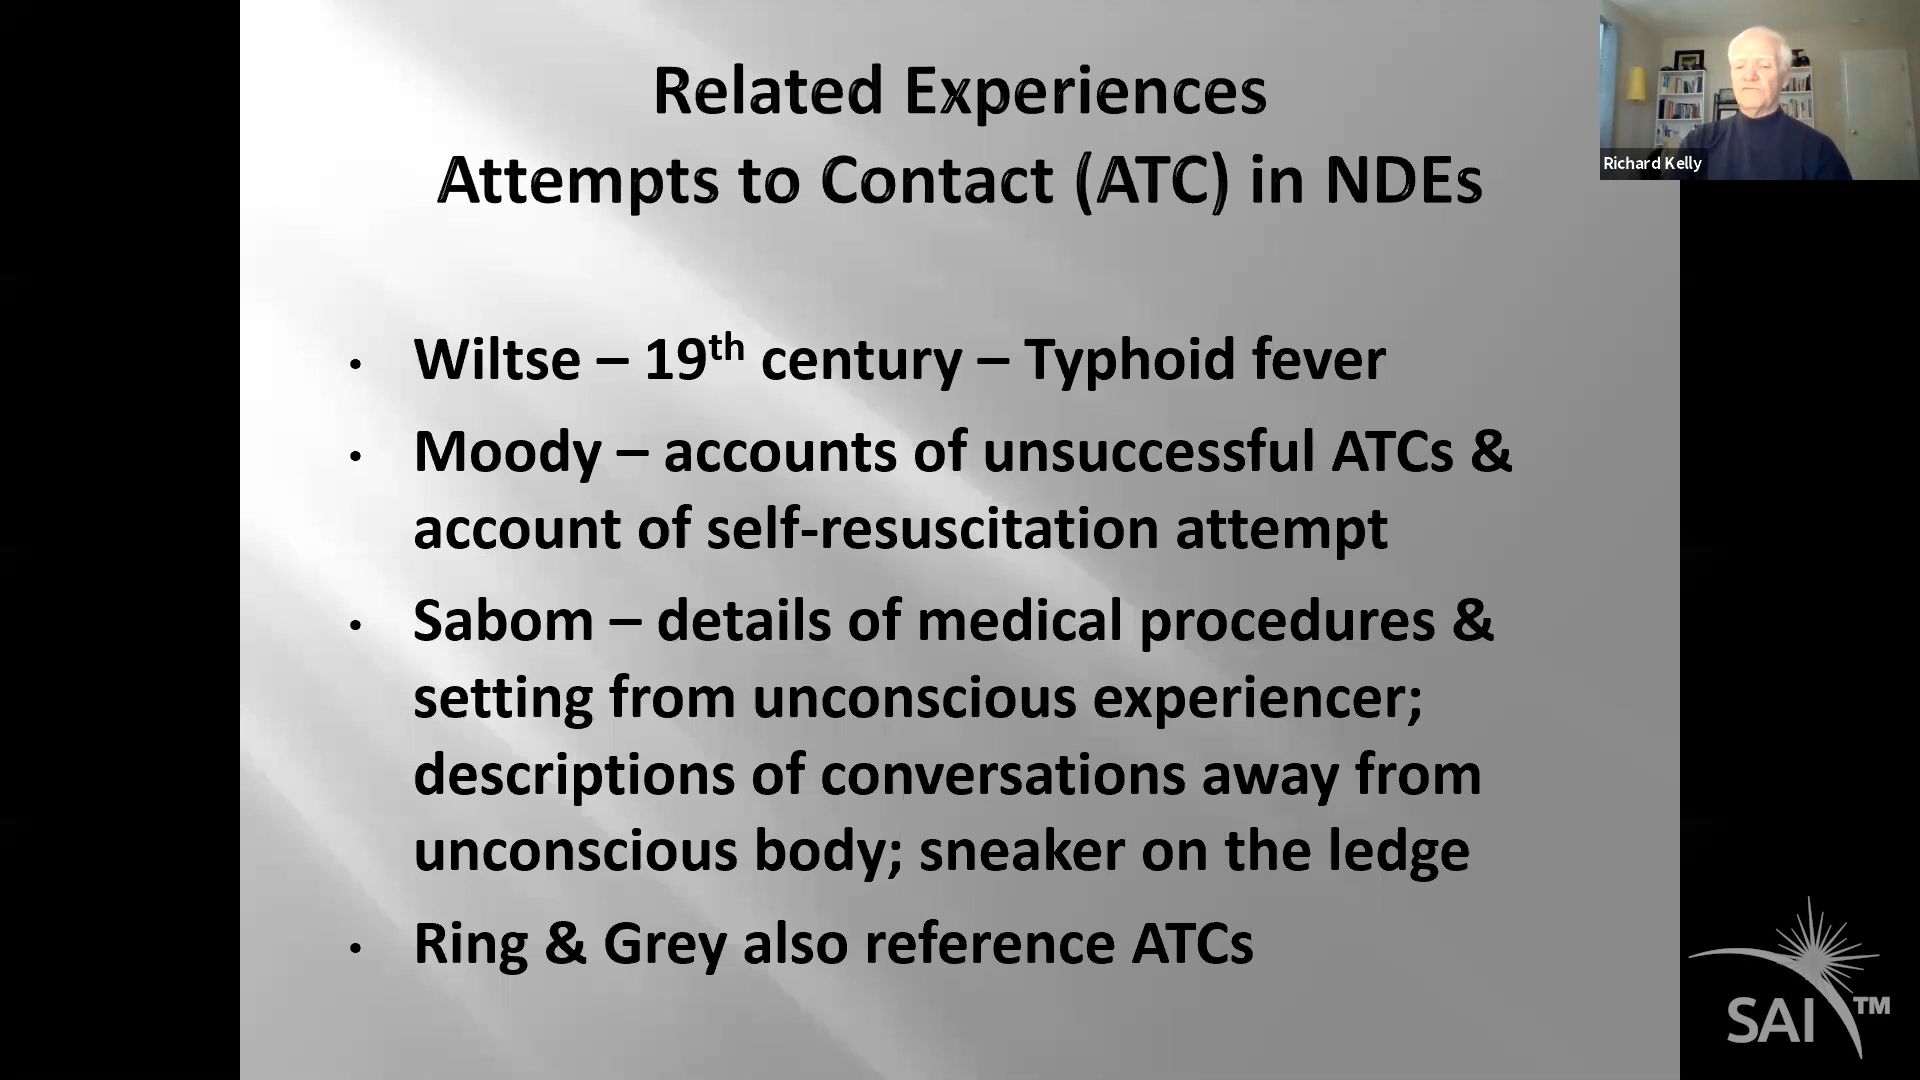 Related Experiences
Attempts to Contact (ATC) in NDEs
Richard Kelly
• Wiltse – 19th century – Typhoid fever
• Moody – accounts of unsuccessful ATCs &
account of self-resuscitation attempt
• Sabom – details of medical procedures &
setting from unconscious experiencer;
descriptions of conversations away from
unconscious body; sneaker on the ledge
• Ring & Grey also reference ATCs
SAI™